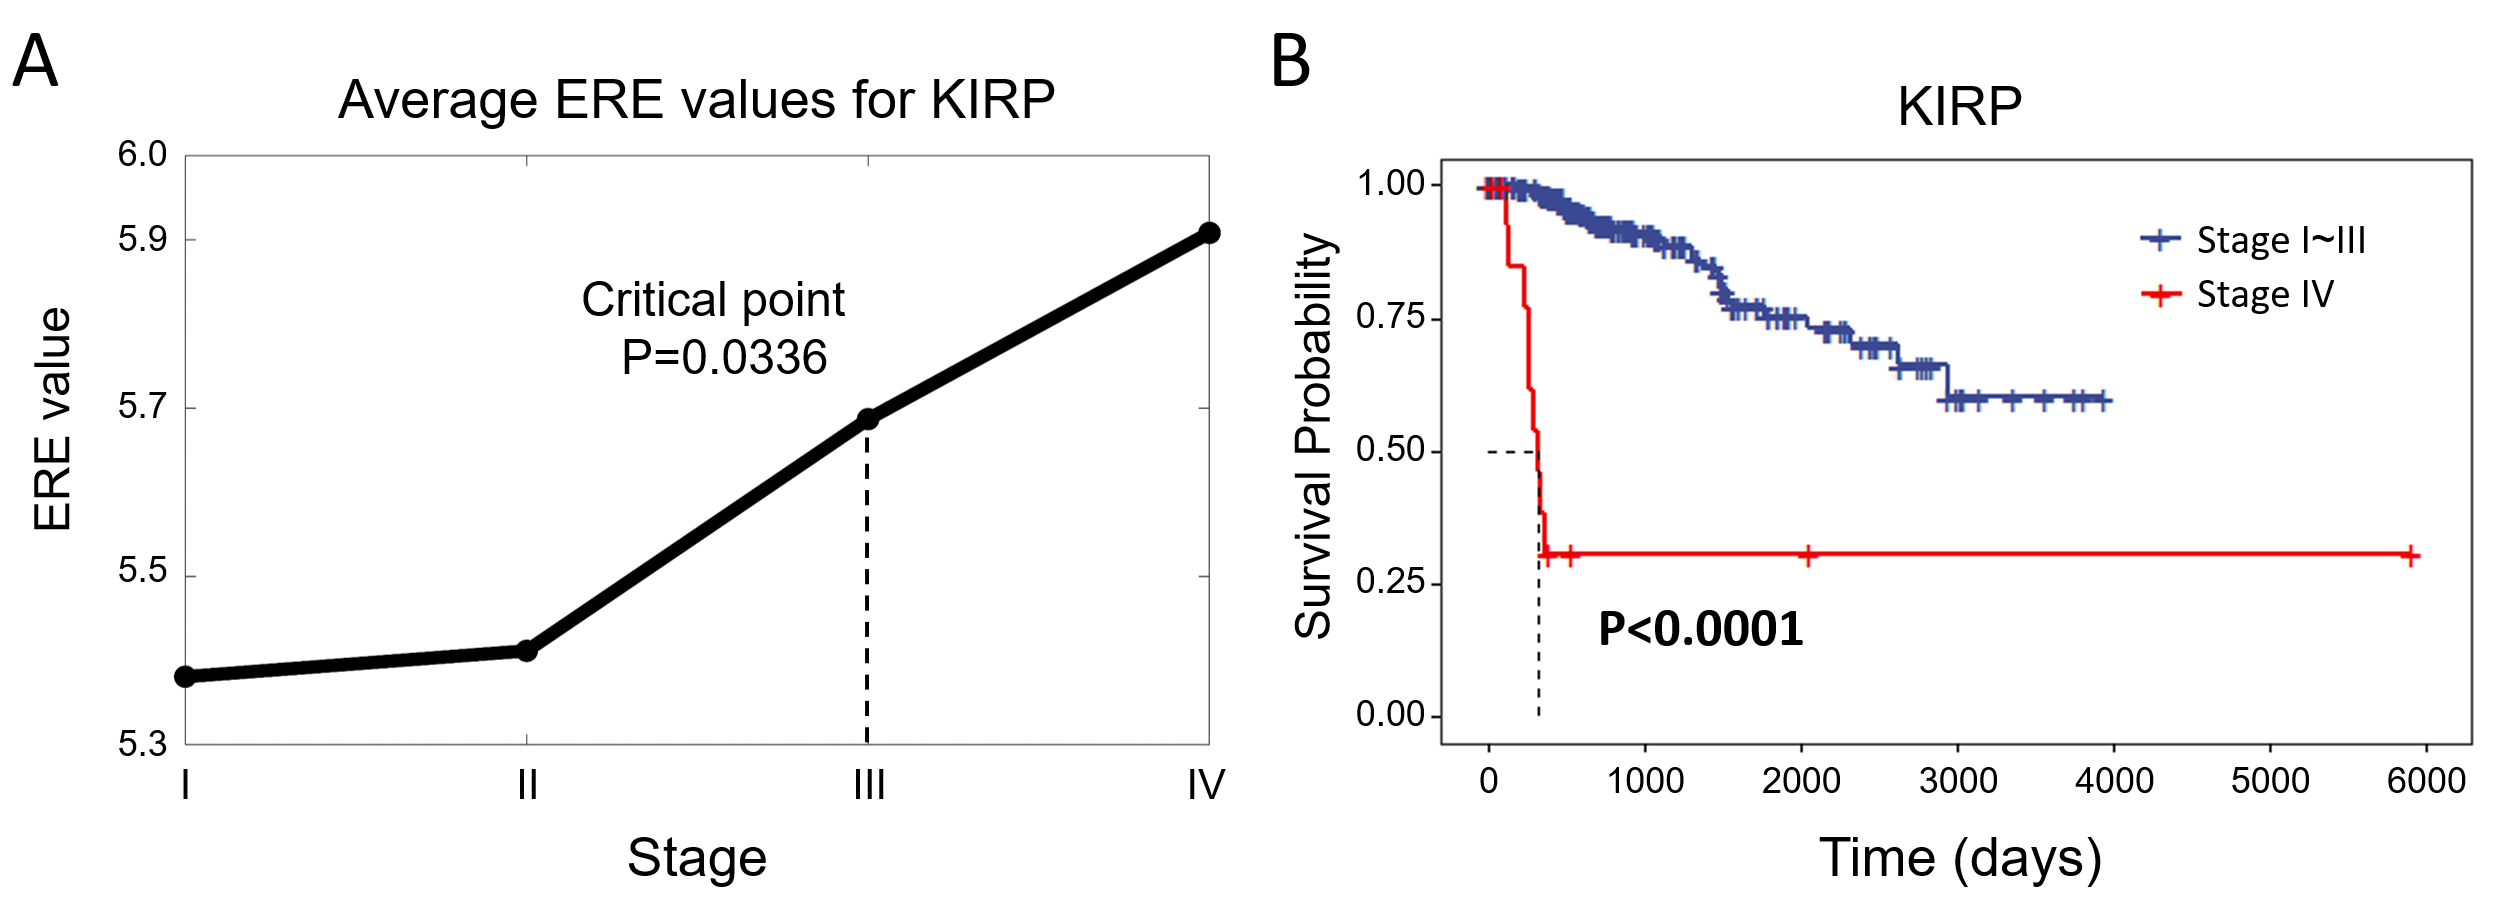 A
Average ERE values for KIRP
6.0
5.9
5.7
5.5
5.3
ERE value
Critical point
P=0.0336
I
II
III
IV
Stage
B
KIRP
1.00
0.75
0.50
0.25
0.00
Survival Probability
Stage I~III
Stage IV
P<0.0001
0
1000
2000
3000
4000
5000
6000
Time (days)